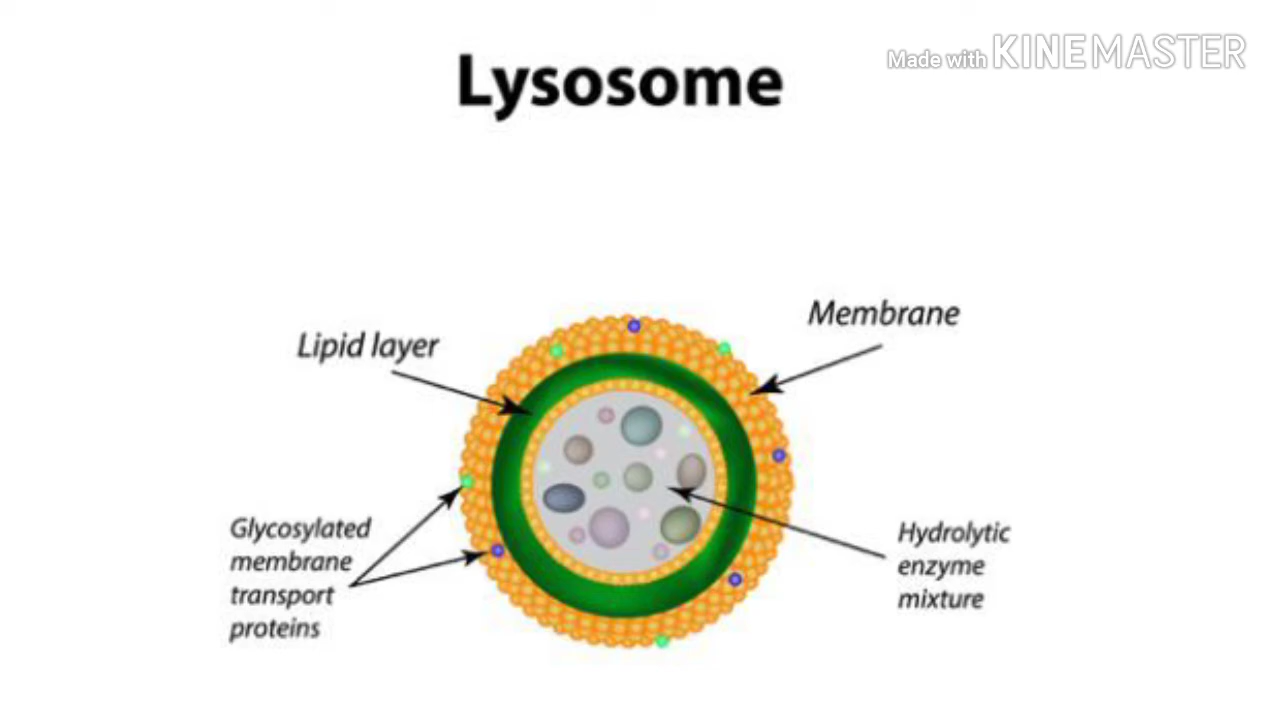 Made with KINEMASTER
Lysosome
Membrane
Lipid layer
Glycosylated
membrane
transport
proteins
Hydrolytic
enzyme
mixture